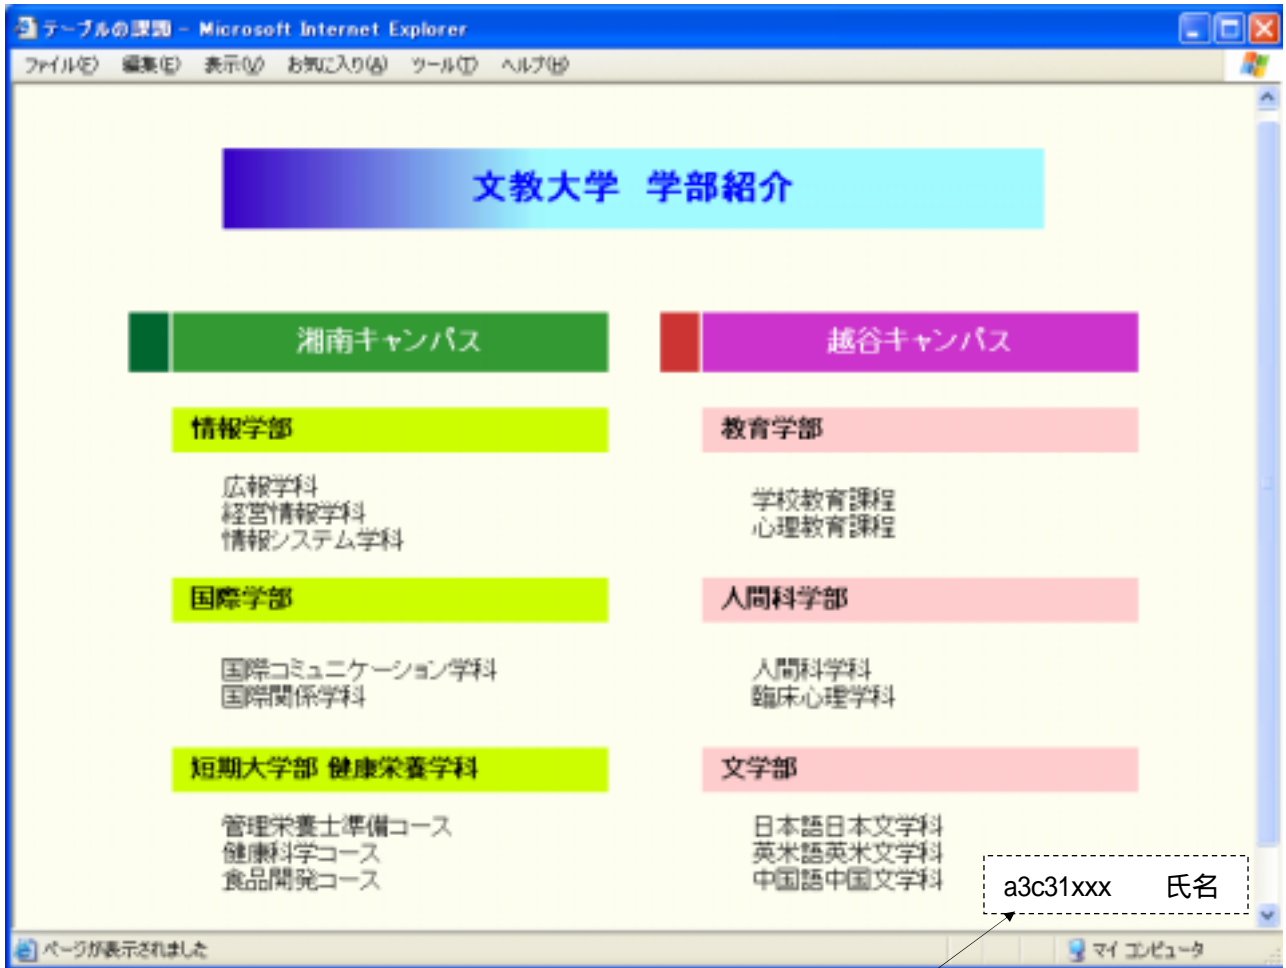 テーブルの課題 - Microsoft Internet Explorer
ファイル(F) 編集(E) 表示(V) お気に入り(A) ツール(T) ヘルプ(H)
文教大学 学部紹介
湘南キャンパス
情報学部
広報学科
経営情報学科
情報システム学科
国際学部
国際コミュニケーション学科
国際関係学科
短期大学部 健康栄養学科
管理栄養士準備コース
健康科学コース
食品開発コース
越谷キャンパス
教育学部
学校教育課程
心理教育課程
人間科学部
人間科学科
臨床心理学科
文学部
日本語日本文学科
英米語英米文学科
中国語中国文学科
a3c31xxx 氏名
ページが表示されました マイ コンピュータ